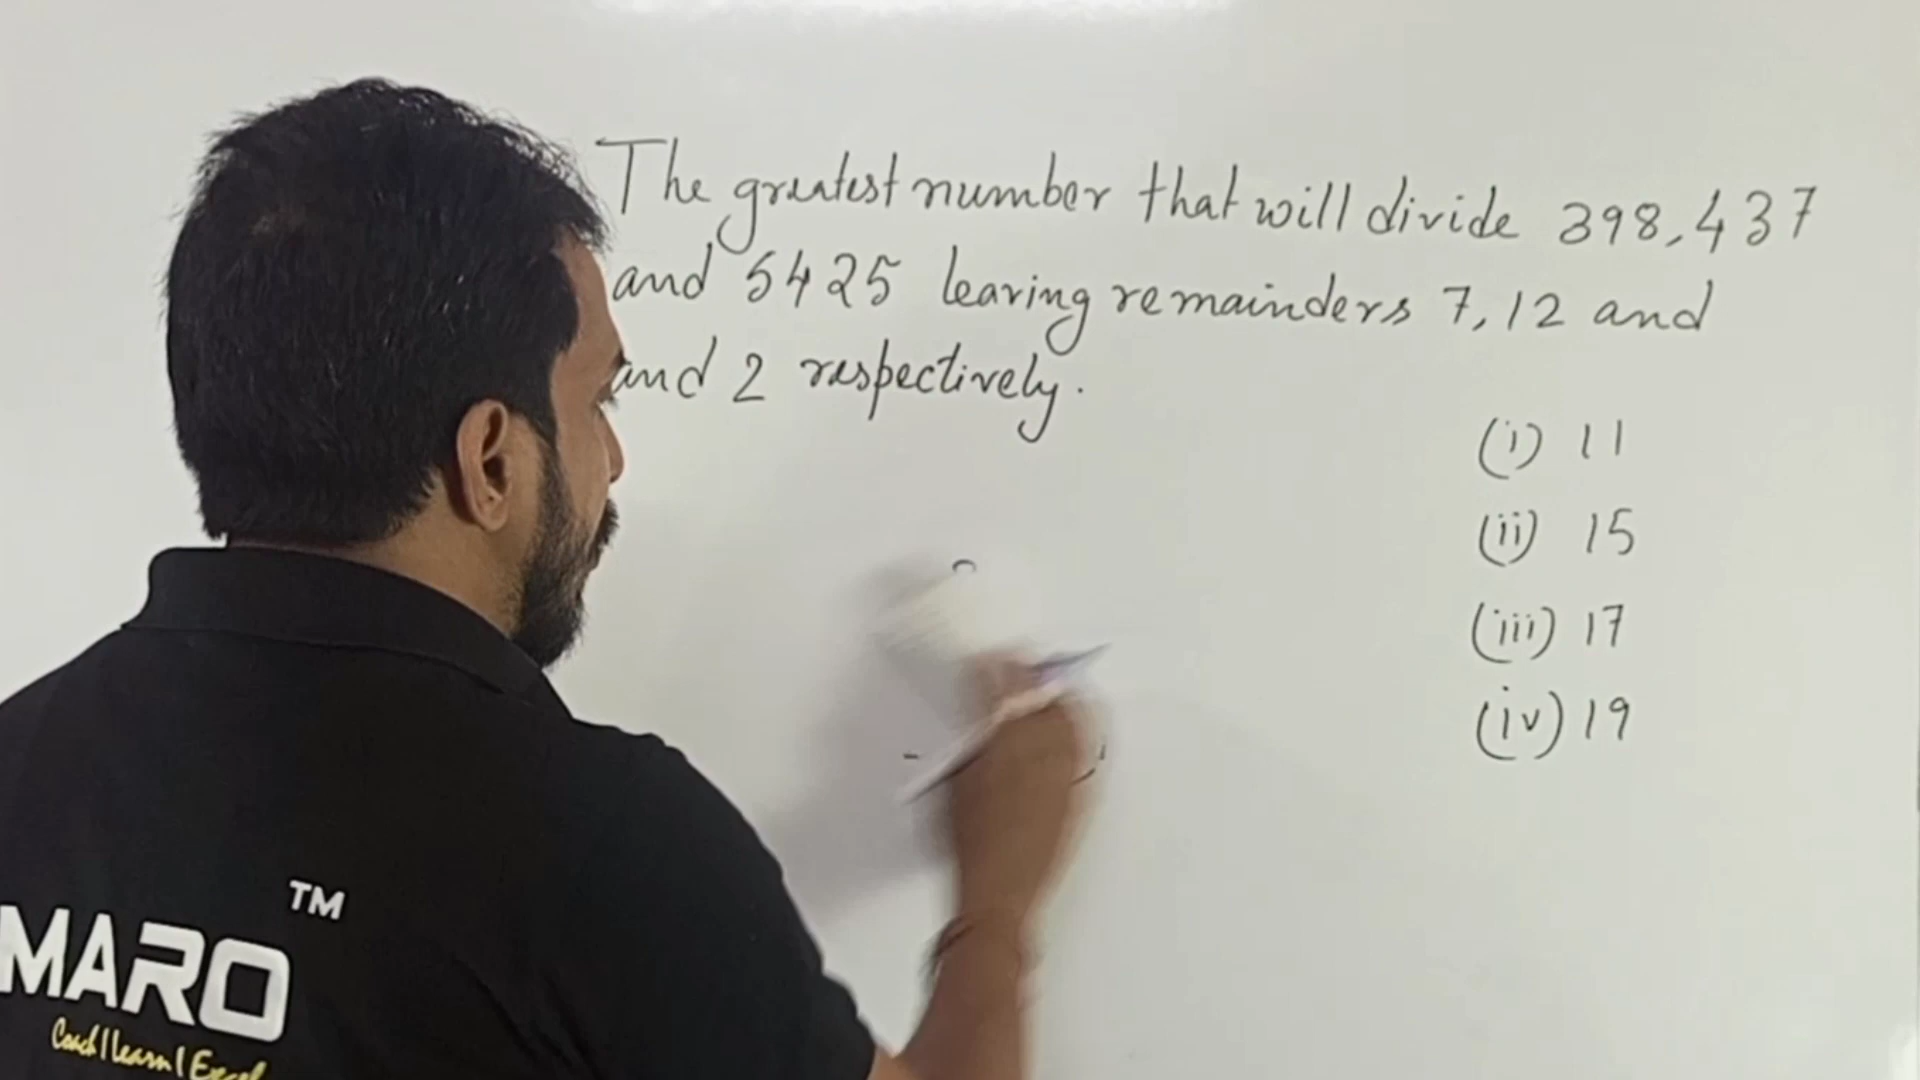 The greatest number that will divide 398, 437
and 5425 leaving remainders 7, 12 and
and 2 respectively.
(i) 11
(ii) 15
(iii) 17
(iv) 19
TM
MARO
Coach | Learn | Excel